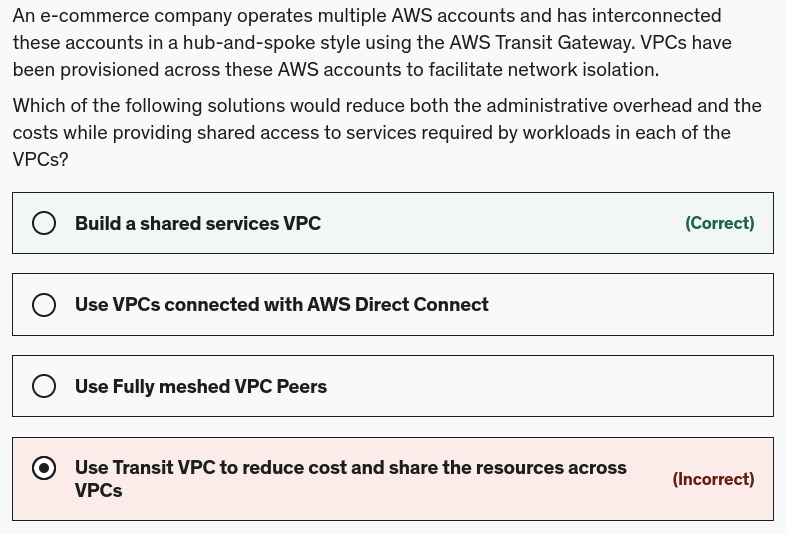 An e-commerce company operates multiple AWS accounts and has interconnected
these accounts in a hub-and-spoke style using the AWS Transit Gateway. VPCs have
been provisioned across these AWS accounts to facilitate network isolation.
Which of the following solutions would reduce both the administrative overhead and the
costs while providing shared access to services required by workloads in each of the
VPCs?
Build a shared services VPC
(Correct)
Use VPCs connected with AWS Direct Connect
Use Fully meshed VPC Peers
Use Transit VPC to reduce cost and share the resources across
VPCs
(Incorrect)